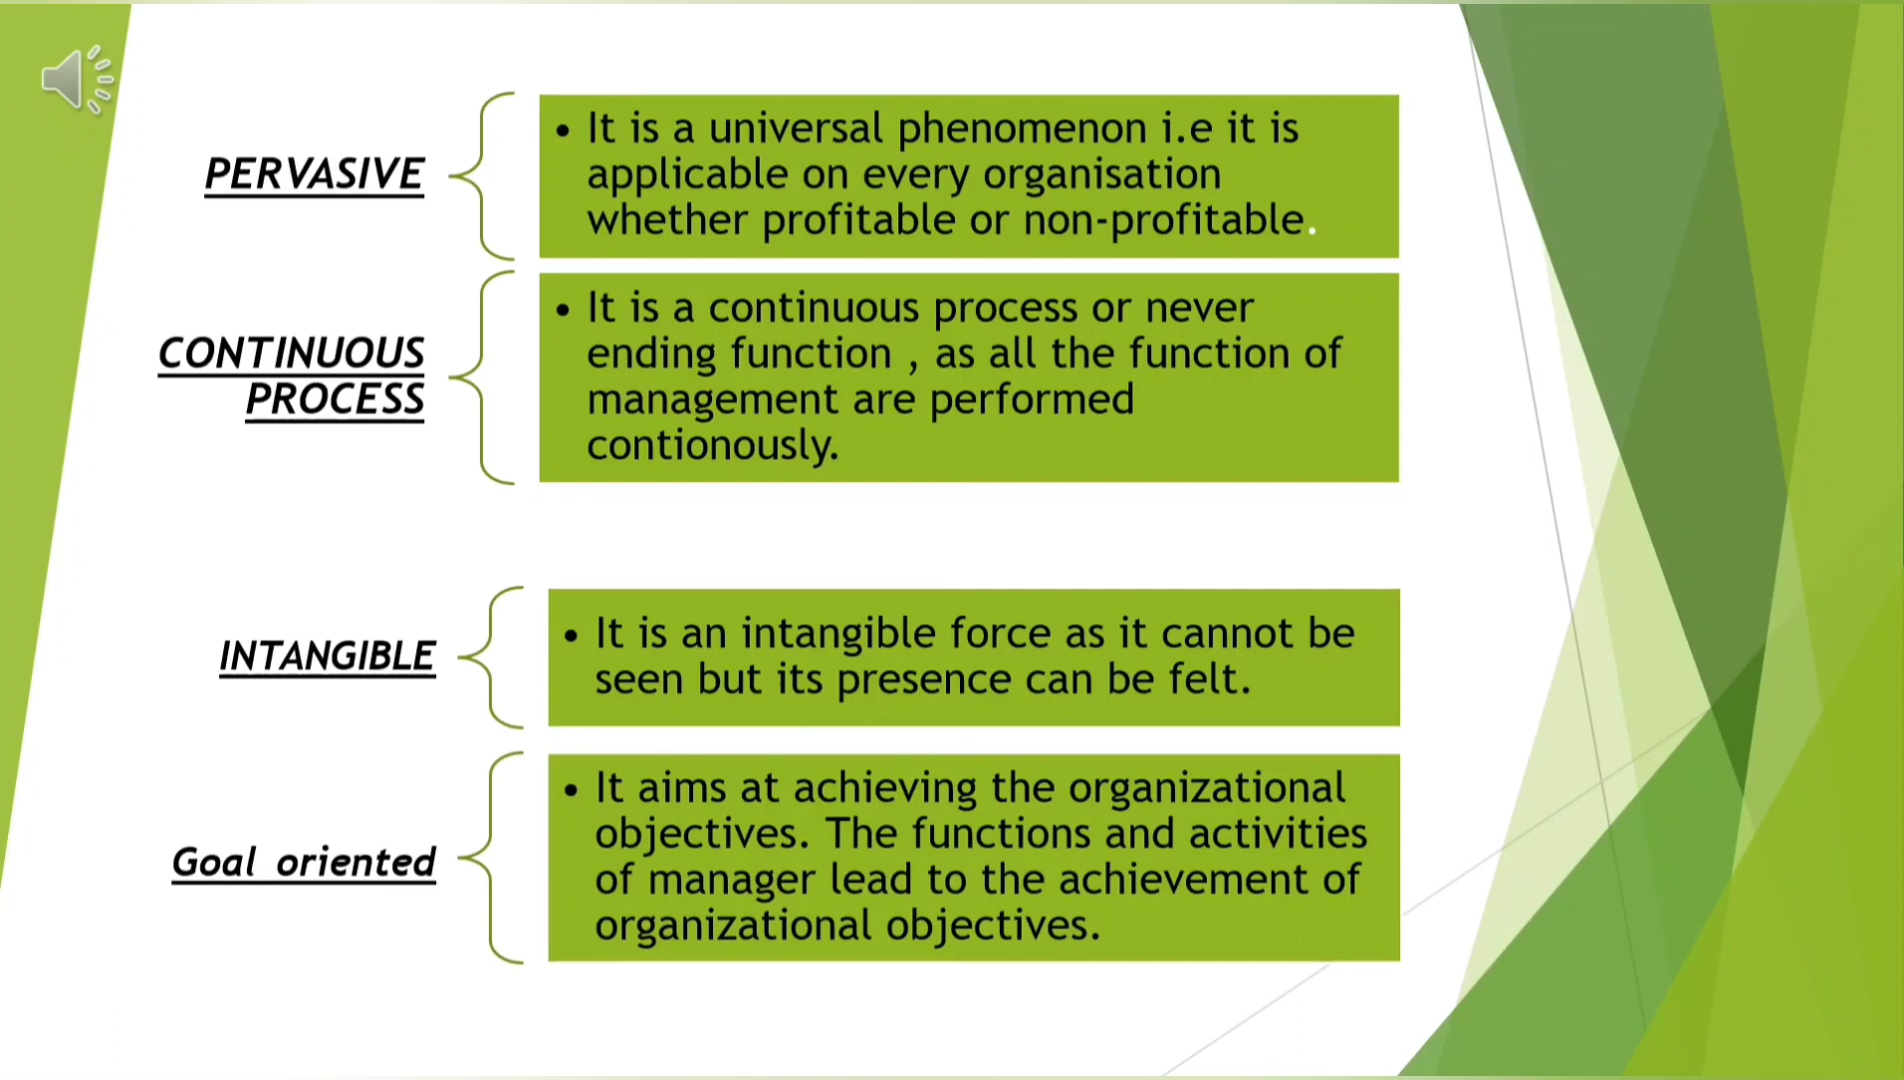 PERVASIVE
• It is a universal phenomenon i.e it is
applicable on every organisation
whether profitable or non-profitable.
CONTINUOUS
PROCESS
• It is a continuous process or never
ending function , as all the function of
management are performed
contionously.
INTANGIBLE
• It is an intangible force as it cannot be
seen but its presence can be felt.
Goal oriented
• It aims at achieving the organizational
objectives. The functions and activities
of manager lead to the achievement of
organizational objectives.